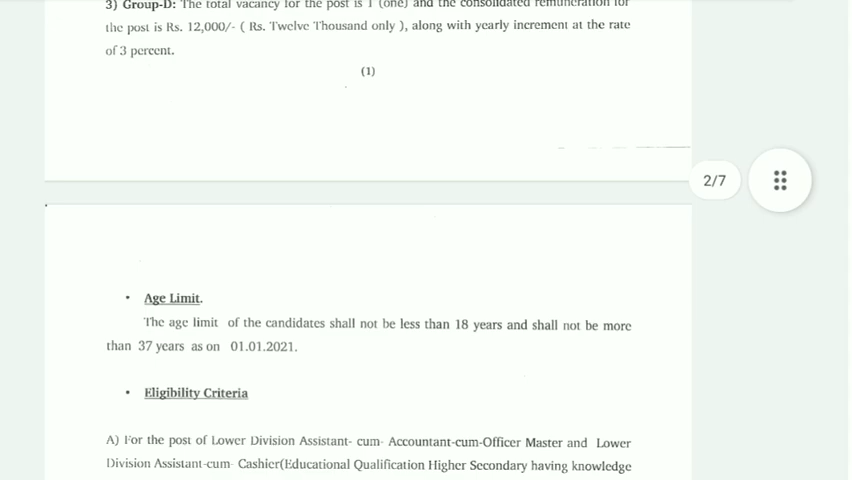 3) Group-D: The total vacancy for the post is 1 (one) and the consolidated remuneration for
the post is Rs. 12,000/- ( Rs. Twelve Thousand only ), along with yearly increment at the rate
of 3 percent.
(1)
2/7
• Age Limit.
The age limit of the candidates shall not be less than 18 years and shall not be more
than 37 years as on 01.01.2021.
• Eligibility Criteria
A) For the post of Lower Division Assistant- cum- Accountant-cum-Officer Master and Lower
Division Assistant-cum- Cashier(Educational Qualification Higher Secondary having knowledge